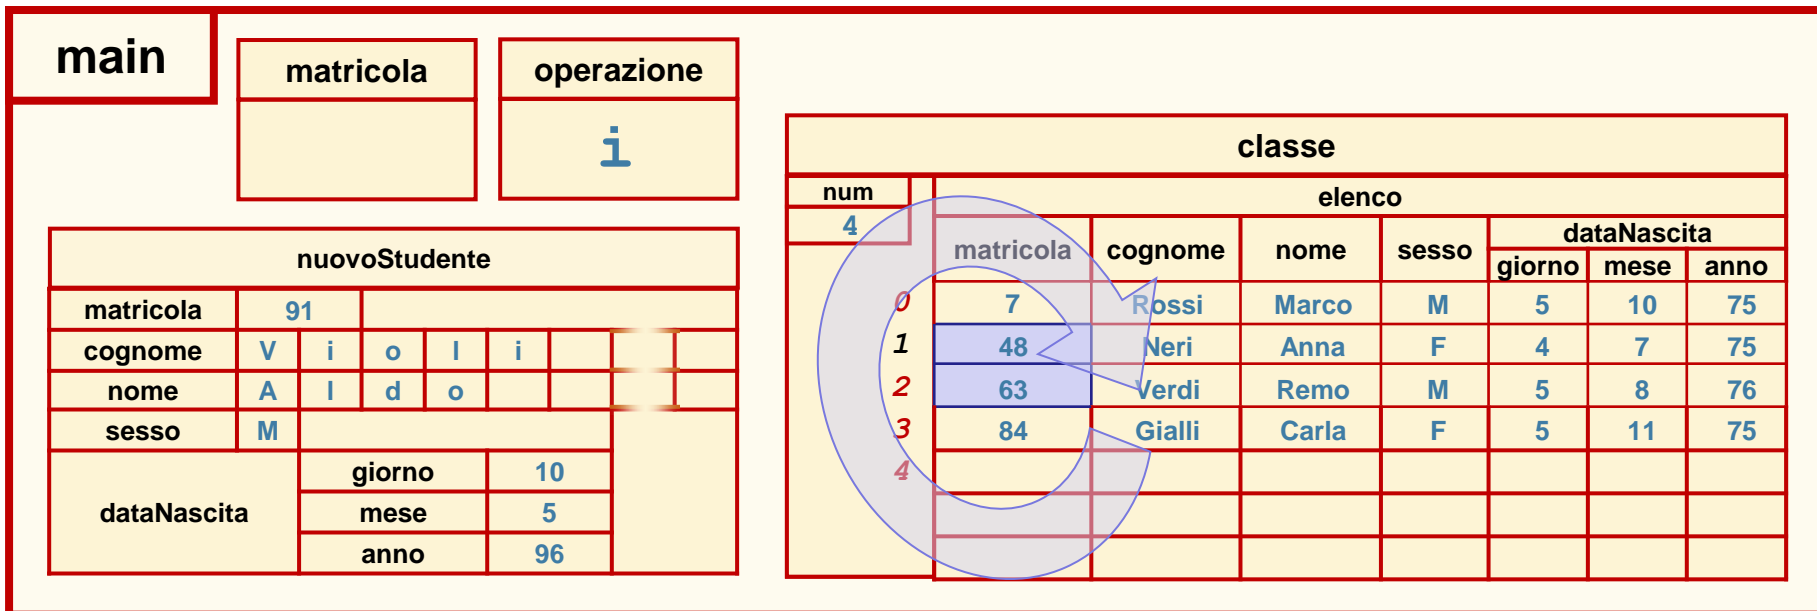 main
matricola
operazione
i
nuovoStudente
matricola 91
cognome V i o l i
nome A l d o
sesso M
dataNascita
giorno 10
mese 5
anno 96
classe
num
4
elenco
matricola cognome nome sesso dataNascita
giorno mese anno
0 7 Rossi Marco M 5 10 75
1 48 Neri Anna F 4 7 75
2 63 Verdi Remo M 5 8 76
3 84 Gialli Carla F 5 11 75
4